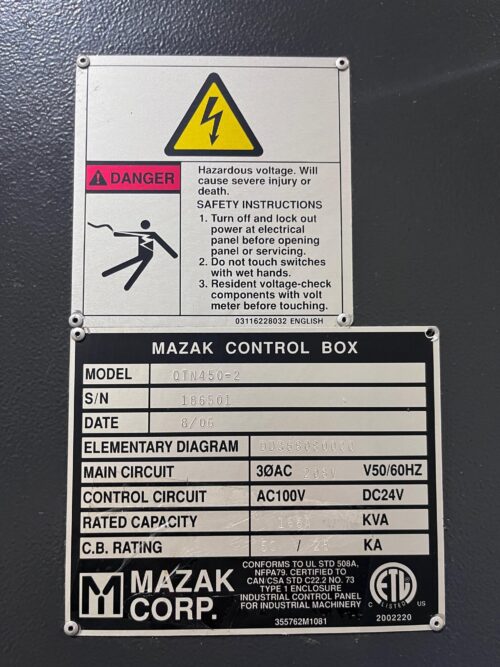 DANGER
Hazardous voltage. Will
cause severe injury or
death.
SAFETY INSTRUCTIONS
1. Turn off and lock out
power at electrical
panel before opening
panel or servicing.
2. Do not touch switches
with wet hands.
3. Resident voltage-check
components with volt
meter before touching.
03116228032 ENGLISH
MAZAK CONTROL BOX
MODEL QTN450-2
S/N 186501
DATE 8/06
ELEMENTARY DIAGRAM
MAIN CIRCUIT 3ØAC V50/60HZ
CONTROL CIRCUIT AC100V DC24V
RATED CAPACITY KVA
C.B. RATING / KA
MAZAK
CORP.
CONFORMS TO UL STD 508A,
NFPA79. CERTIFIED TO
CAN CSA STD C22.2 NO. 73
TYPE 1 ENCLOSURE
INDUSTRIAL CONTROL PANEL
FOR INDUSTRIAL MACHINERY
355762M1081
ETL
C LISTED US
2002220